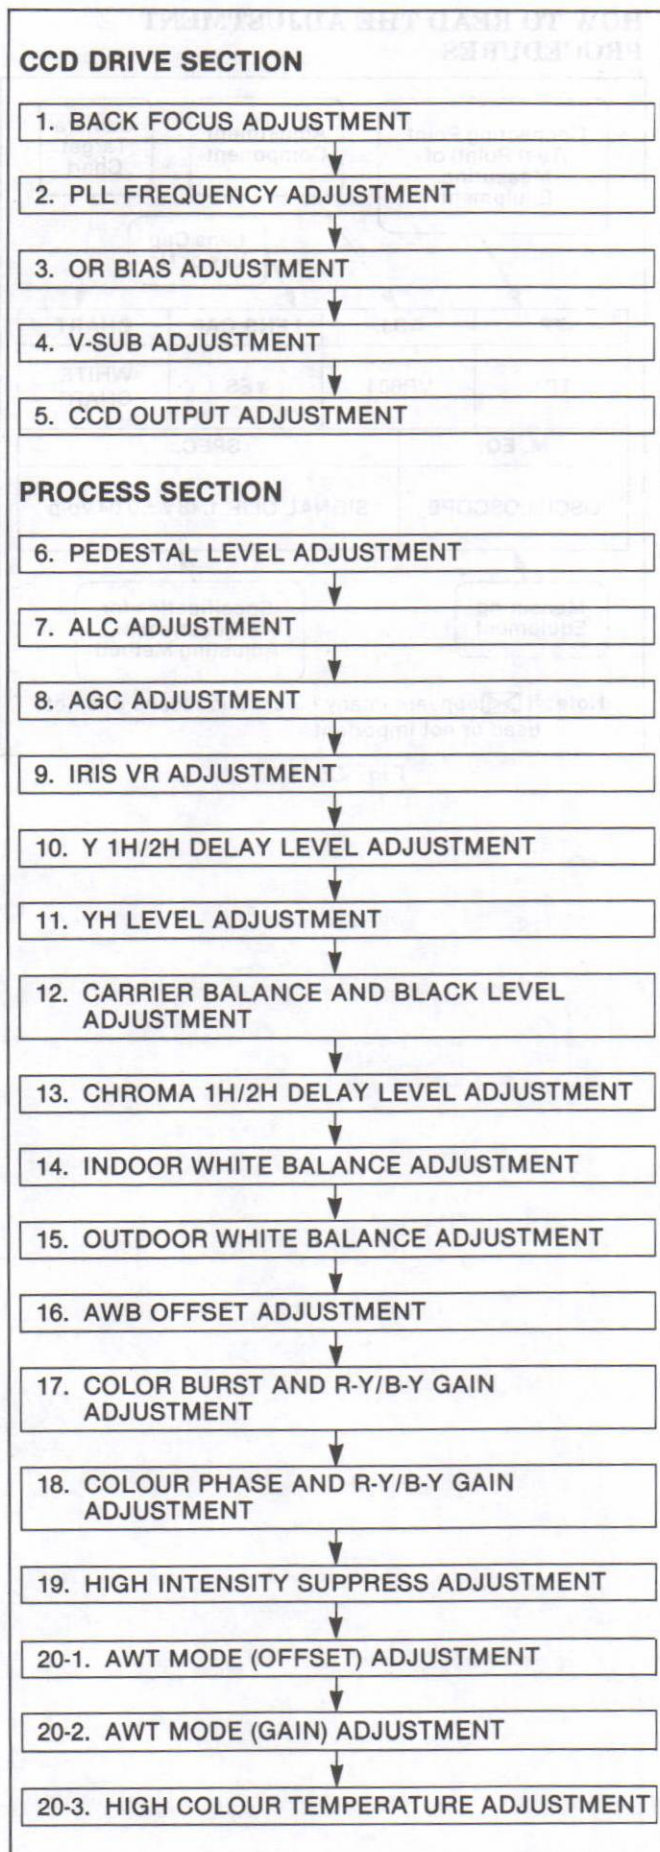 CCD DRIVE SECTION
1. BACK FOCUS ADJUSTMENT
2. PLL FREQUENCY ADJUSTMENT
3. OR BIAS ADJUSTMENT
4. V-SUB ADJUSTMENT
5. CCD OUTPUT ADJUSTMENT
PROCESS SECTION
6. PEDESTAL LEVEL ADJUSTMENT
7. ALC ADJUSTMENT
8. AGC ADJUSTMENT
9. IRIS VR ADJUSTMENT
10. Y 1H/2H DELAY LEVEL ADJUSTMENT
11. YH LEVEL ADJUSTMENT
12. CARRIER BALANCE AND BLACK LEVEL
ADJUSTMENT
13. CHROMA 1H/2H DELAY LEVEL ADJUSTMENT
14. INDOOR WHITE BALANCE ADJUSTMENT
15. OUTDOOR WHITE BALANCE ADJUSTMENT
16. AWB OFFSET ADJUSTMENT
17. COLOR BURST AND R-Y/B-Y GAIN
ADJUSTMENT
18. COLOUR PHASE AND R-Y/B-Y GAIN
ADJUSTMENT
19. HIGH INTENSITY SUPPRESS ADJUSTMENT
20-1. AWT MODE (OFFSET) ADJUSTMENT
20-2. AWT MODE (GAIN) ADJUSTMENT
20-3. HIGH COLOUR TEMPERATURE ADJUSTMENT